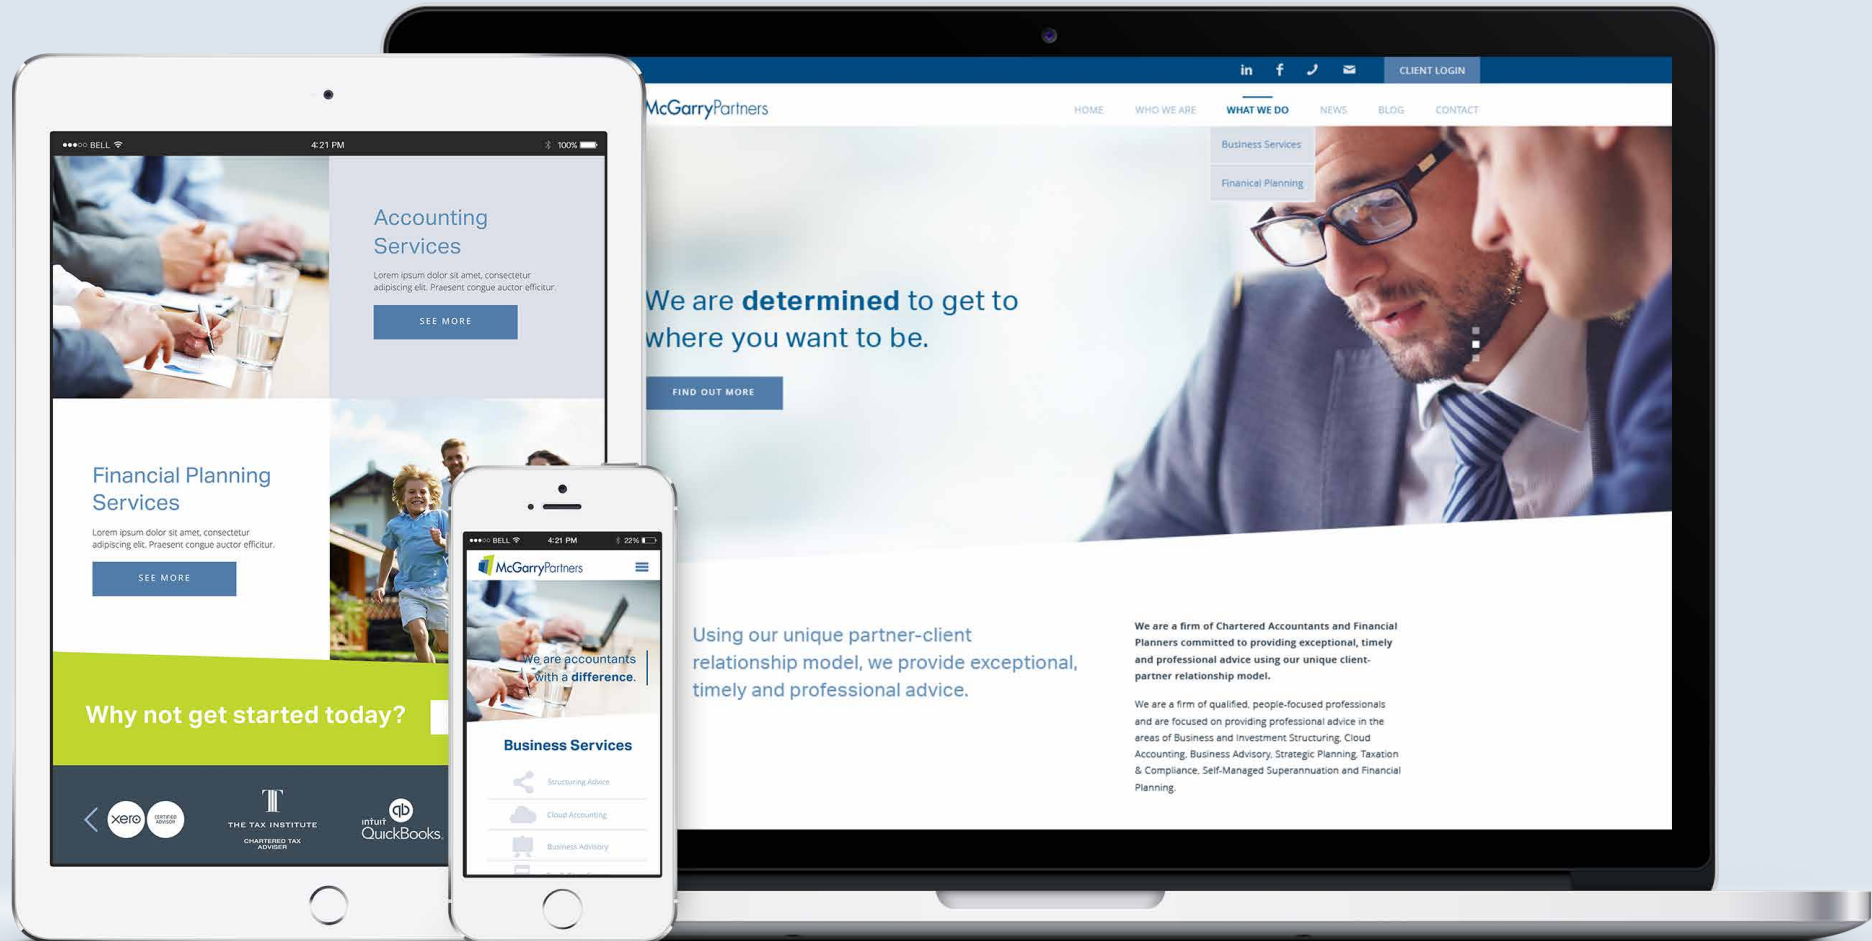 CLIENT LOGIN
McGarryPartners
HOME WHO WE ARE WHAT WE DO NEWS BLOG CONTACT
Business Services
Finanical Planning
We are determined to get to
where you want to be.
FIND OUT MORE
Using our unique partner-client
relationship model, we provide exceptional,
timely and professional advice.
We are a firm of Chartered Accountants and Financial
Planners committed to providing exceptional, timely
and professional advice using our unique client-
partner relationship model.
We are a firm of qualified, people-focused professionals
and are focused on providing professional advice in the
areas of Business and Investment Structuring, Cloud
Accounting, Business Advisory, Strategic Planning, Taxation
& Compliance, Self-Managed Superannuation and Financial
Planning.
BELL 4:21 PM 100%
Accounting
Services
Lorem ipsum dolor sit amet, consectetur
adipiscing elit. Praesent congue auctor efficitur.
SEE MORE
Financial Planning
Services
Lorem ipsum dolor sit amet, consectetur
adipiscing elit. Praesent congue auctor efficitur.
SEE MORE
Why not get started today?
xero
CERTIFIED
ADVISOR
THE TAX INSTITUTE
CHARTERED TAX
ADVISER
intuit
QuickBooks.
BELL 4:21 PM 22%
McGarryPartners
We are accountants
with a difference.
Business Services
Structuring Advice
Cloud Accounting
Business Advisory